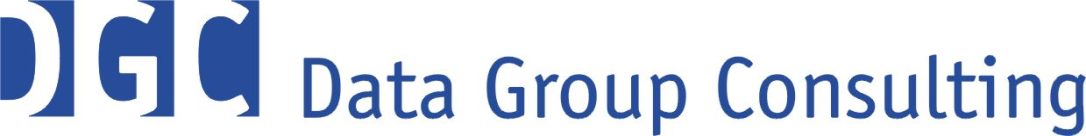 DGC Data Group Consulting